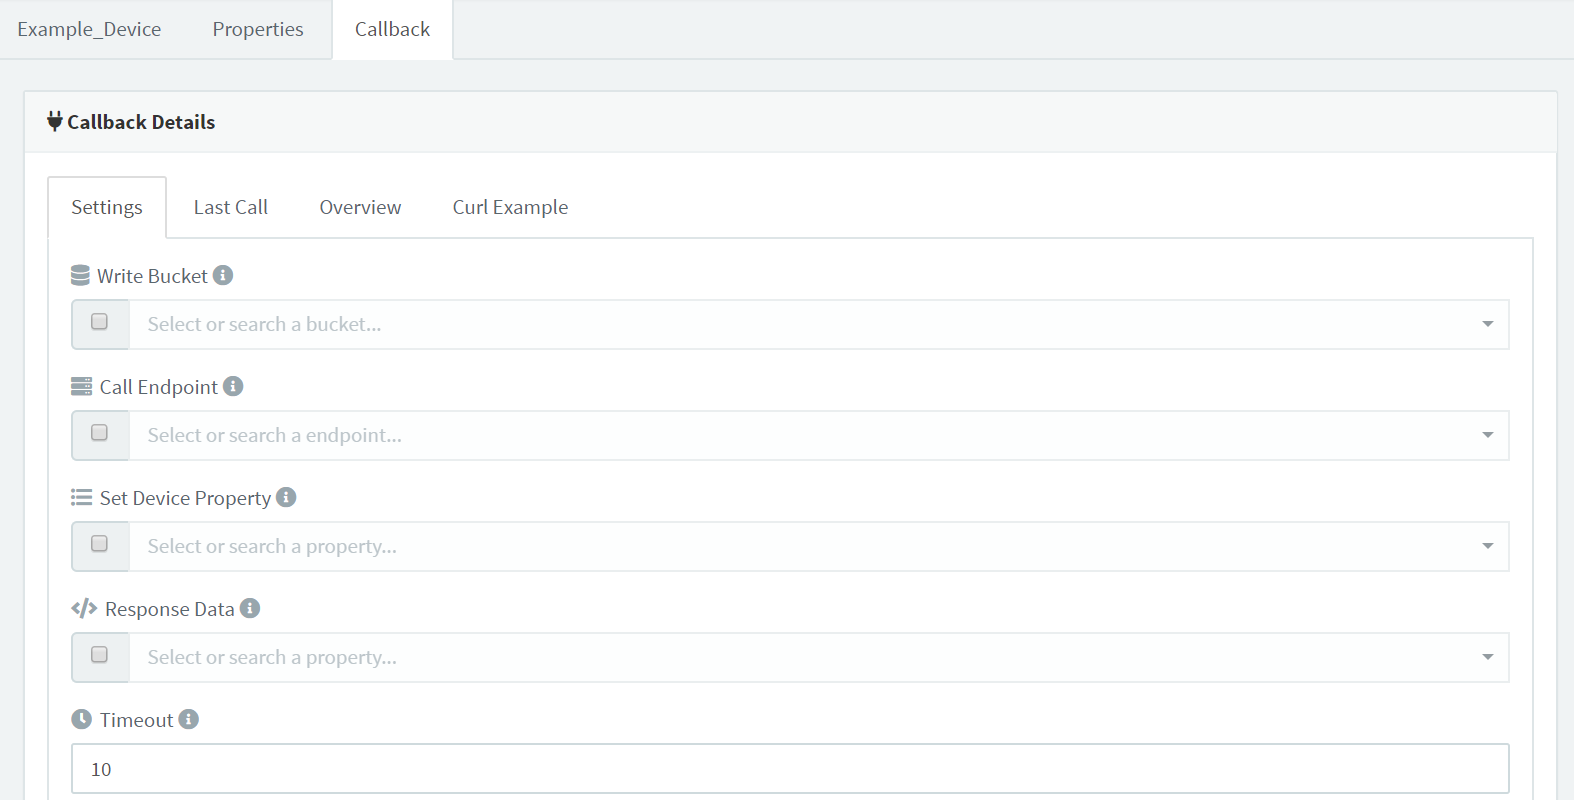 Example_Device Properties Callback
Callback Details
Settings Last Call Overview Curl Example
Write Bucket
Select or search a bucket...
Call Endpoint
Select or search a endpoint...
Set Device Property
Select or search a property...
Response Data
Select or search a property...
Timeout
10